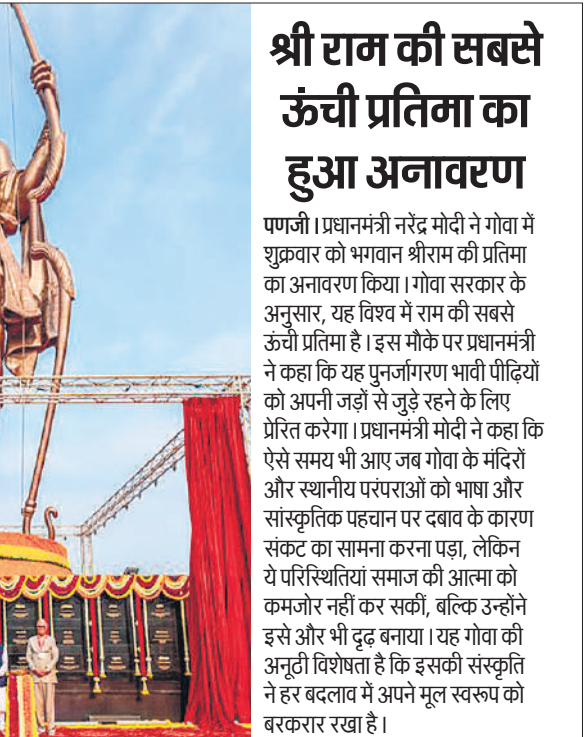 श्री राम की सबसे
ऊंची प्रतिमा का
हुआ अनावरण
पणजी। प्रधानमंत्री नरेंद्र मोदी ने गोवा में
शुक्रवार को भगवान श्रीराम की प्रतिमा
का अनावरण किया। गोवा सरकार के
अनुसार, यह विश्व में राम की सबसे
ऊंची प्रतिमा है। इस मौके पर प्रधानमंत्री
ने कहा कि यह पुनर्जागरण भावी पीढ़ियों
को अपनी जड़ों से जुड़े रहने के लिए
प्रेरित करेगा। प्रधानमंत्री मोदी ने कहा कि
ऐसे समय भी आए जब गोवा के मंदिरों
और स्थानीय परंपराओं को भाषा और
सांस्कृतिक पहचान पर दबाव के कारण
संकट का सामना करना पड़ा, लेकिन
ये परिस्थितियां समाज की आत्मा को
कमजोर नहीं कर सकीं, बल्कि उन्होंने
इसे और भी दृढ़ बनाया। यह गोवा की
अनूठी विशेषता है कि इसकी संस्कृति
ने हर बदलाव में अपने मूल स्वरूप को
बरकरार रखा है।